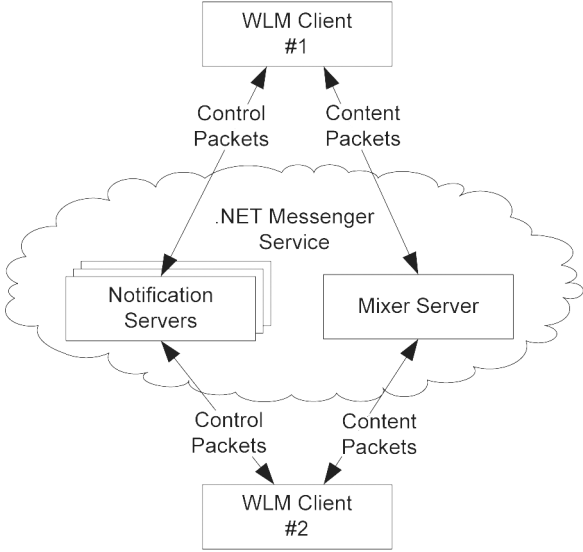 WLM Client
#1
Control
Packets
Content
Packets
.NET Messenger
Service
Notification
Servers
Mixer Server
Control
Packets
Content
Packets
WLM Client
#2